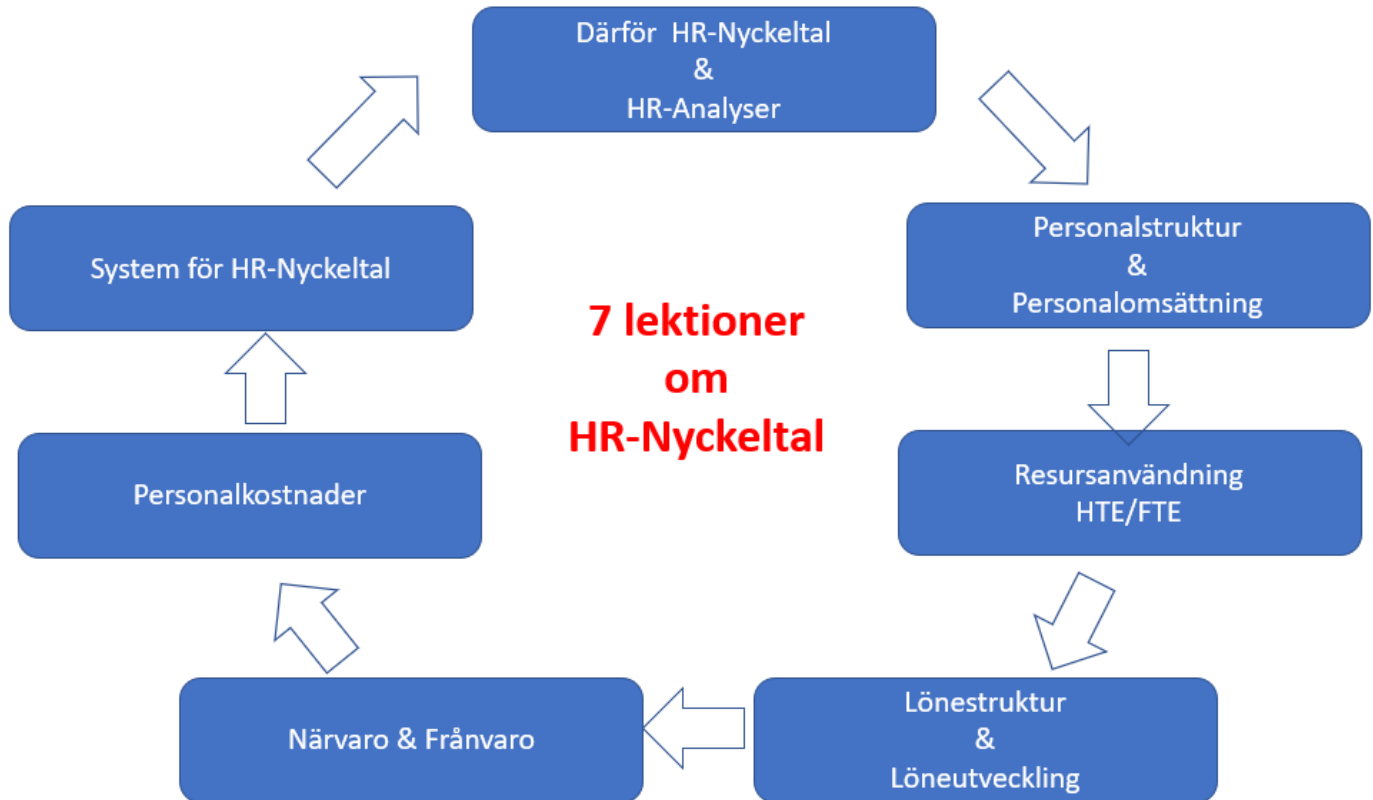 Därför HR-Nyckeltal
&
HR-Analyser
Personalstruktur
&
Personalomsättning
Resursanvändning
HTE/FTE
Lönestruktur
&
Löneutveckling
Närvaro & Frånvaro
Personalkostnader
System för HR-Nyckeltal
7 lektioner
om
HR-Nyckeltal